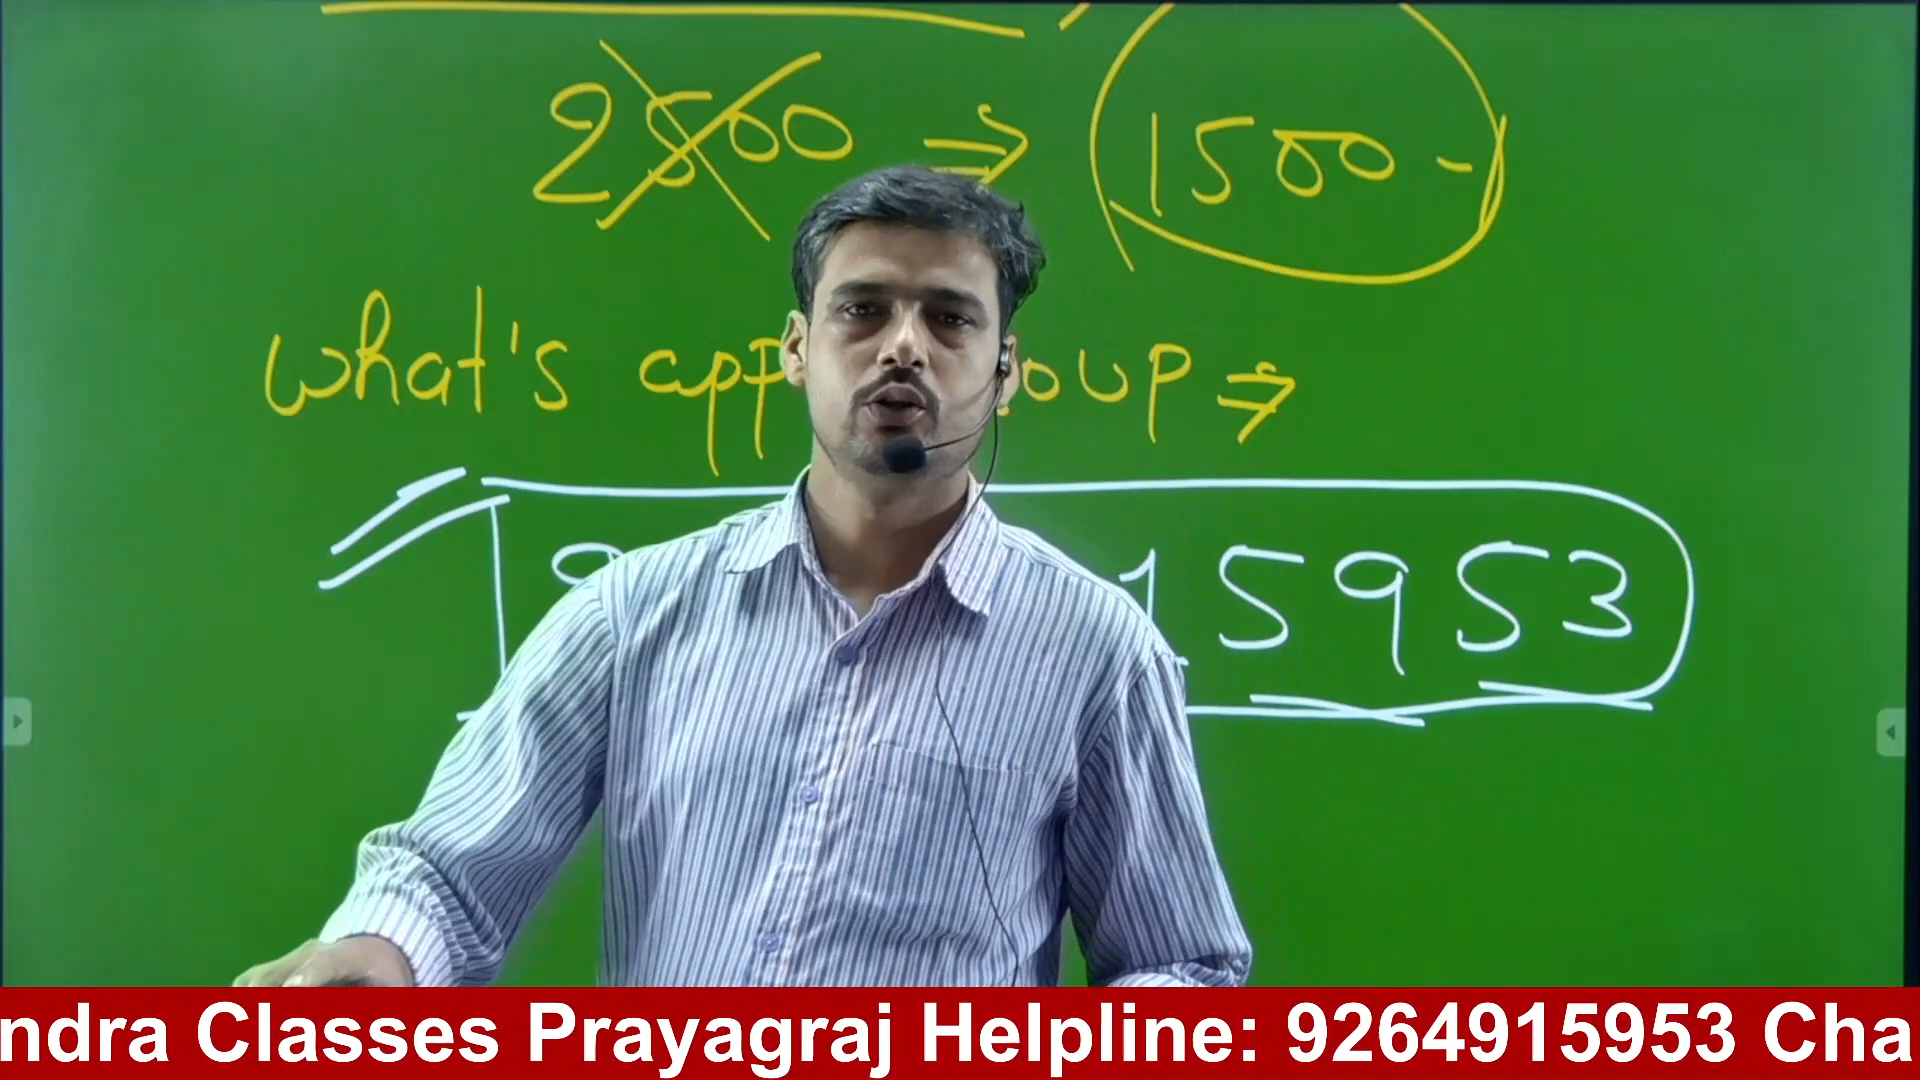 2500 ⇒ 1500 -
what's app ⇒
15953
ndra Classes Prayagraj Helpline: 9264915953 Cha